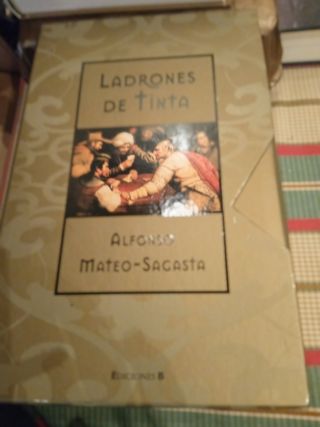 LADRONES
DE TINTA
ALFONSO
MATEO-SAGASTA
EDICIONES B